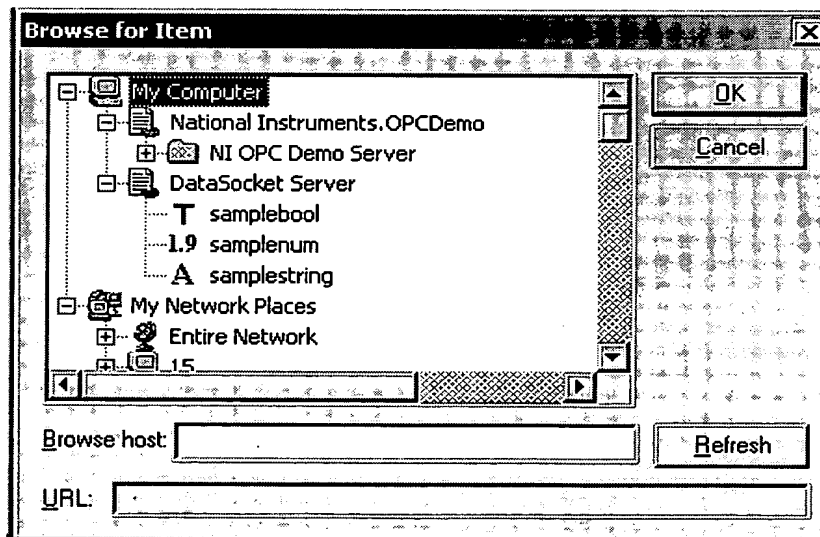 Browse for Item
My Computer
National Instruments.OPCDemo
NI OPC Demo Server
DataSocket Server
T samplebool
1.9 samplenum
A samplestring
My Network Places
Entire Network
15
OK
Cancel
Browse host:
Refresh
URL: